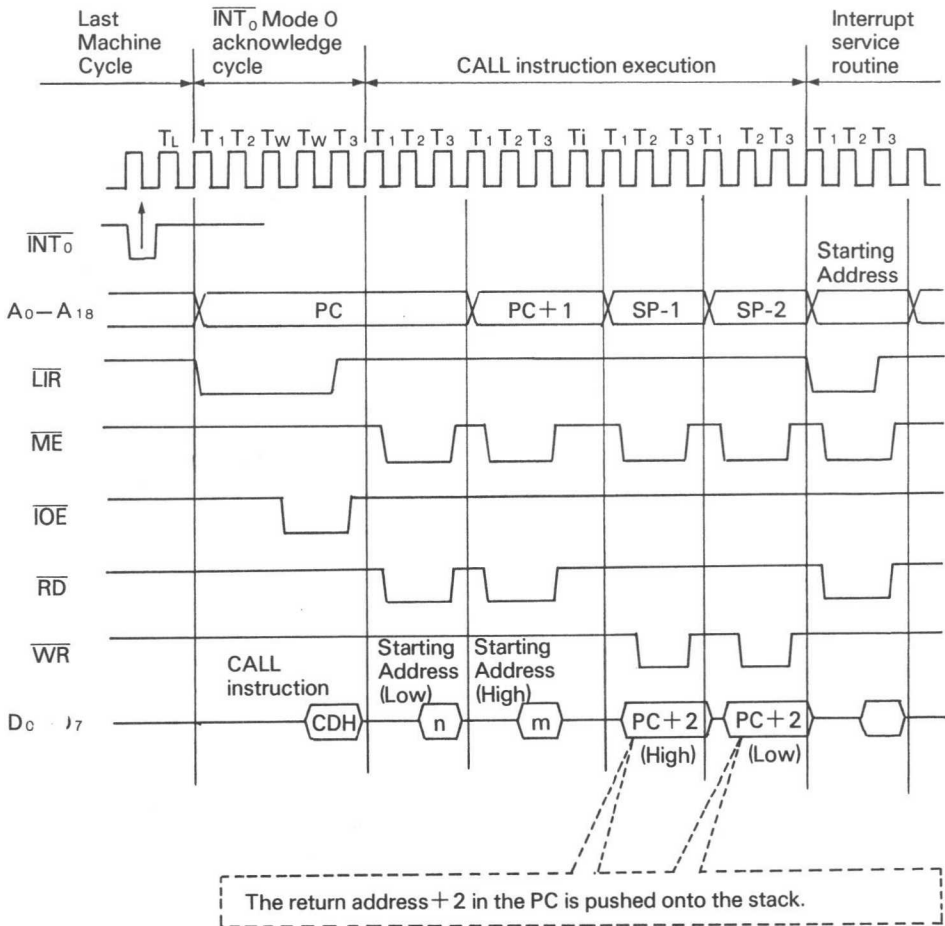 Last
Machine
Cycle
INT₀ Mode 0
acknowledge
cycle
CALL instruction execution
Interrupt
service
routine
TL T1 T2 TW TW T3 T1 T2 T3 T1 T2 T3 Ti T1 T2 T3 T1 T2 T3 T1 T2 T3
INT₀
Starting
Address
A₀–A₁₈ PC PC+1 SP-1 SP-2
LIR
ME
IOE
RD
WR
CALL
instruction
Starting
Address
(Low)
Starting
Address
(High)
D₀ )₇ CDH n m PC+2 PC+2
(High) (Low)
The return address+2 in the PC is pushed onto the stack.